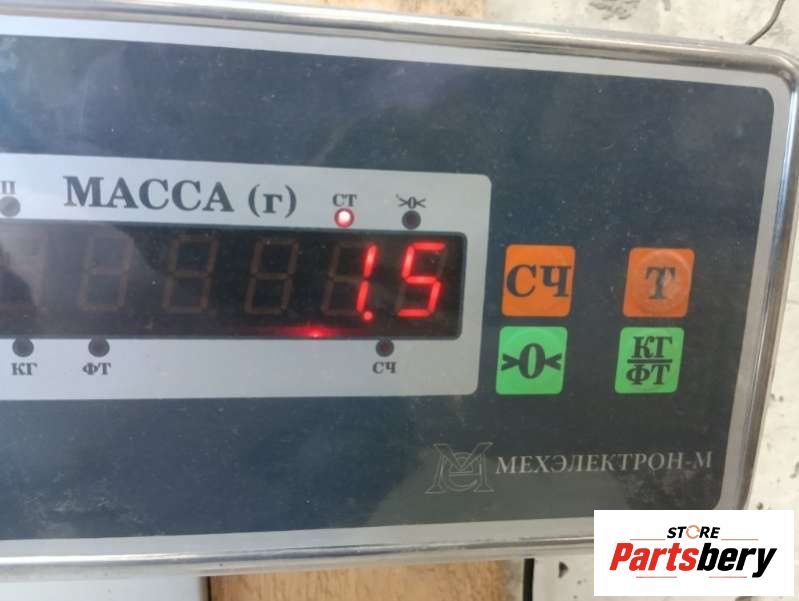 П
МАССА (г)
СТ
>0<
1.5
КГ
ФТ
СЧ
СЧ
Т
>0<
КГ
ФТ
МЕХЭЛЕКТРОН-М
STORE
Partsbery